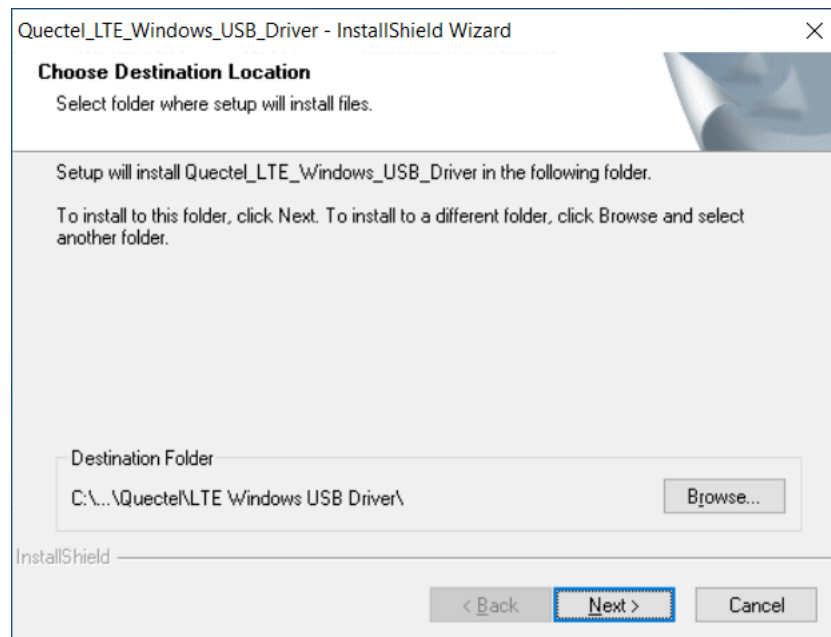 Quectel_LTE_Windows_USB_Driver - InstallShield Wizard
Choose Destination Location
Select folder where setup will install files.
Setup will install Quectel_LTE_Windows_USB_Driver in the following folder.
To install to this folder, click Next. To install to a different folder, click Browse and select
another folder.
Destination Folder
C:\...\Quectel\LTE Windows USB Driver\
Browse...
InstallShield
< Back
Next >
Cancel